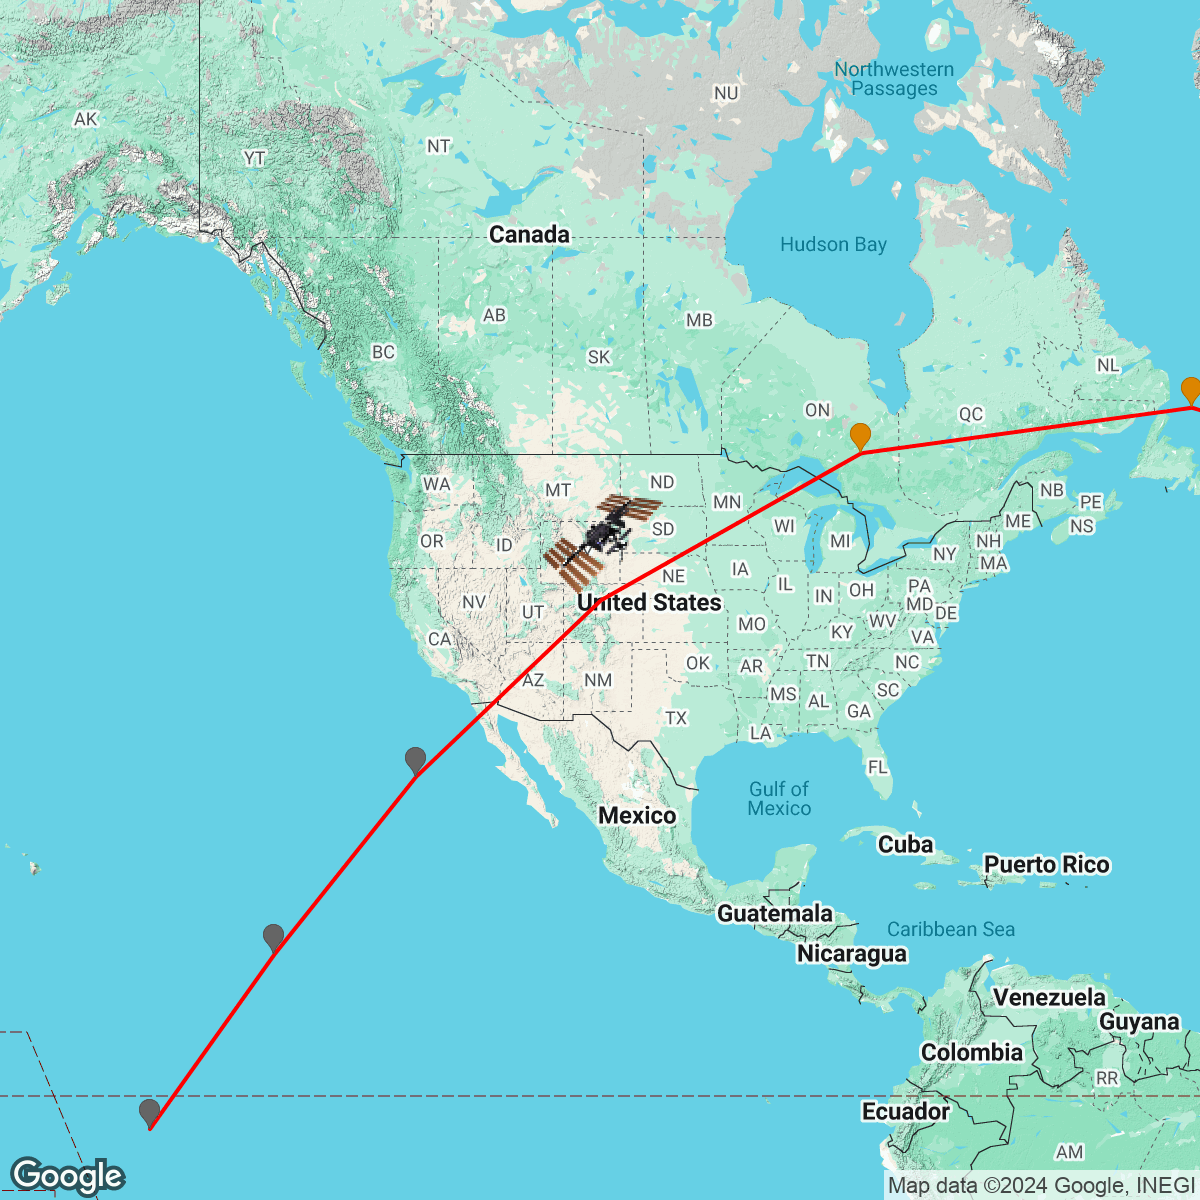 Northwestern
Passages
NU
AK
NT
YT
Canada
Hudson Bay
AB
MB
BC
SK
NL
ON
QC
WA
MT
ND
NB
PE
MN
ME
NS
OR
ID
SD
WI
MI
NH
NY
MA
IA
NE
IL
IN
OH
PA
MD
DE
NV
UT
United States
MO
KY
WV
VA
CA
AZ
NM
OK
AR
TN
NC
MS
AL
SC
GA
TX
LA
FL
Gulf of
Mexico
Mexico
Cuba
Puerto Rico
Guatemala
Caribbean Sea
Nicaragua
Venezuela
Guyana
Colombia
RR
Ecuador
AM
Google
Map data ©2024 Google, INEGI